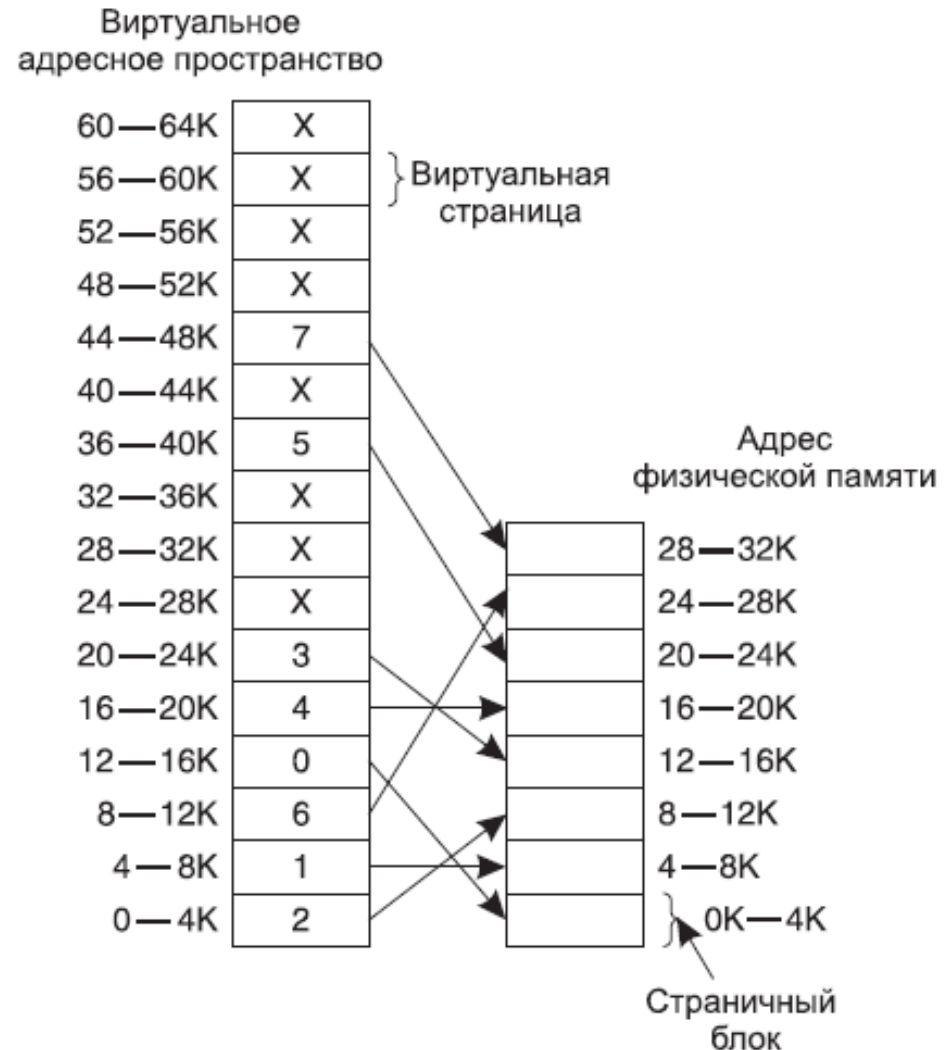 Виртуальное
адресное пространство
60—64K X
56—60K X
Виртуальная
страница
52—56K X
48—52K X
44—48K 7
40—44K X
36—40K 5
32—36K X
28—32K X
24—28K X
20—24K 3
16—20K 4
12—16K 0
8—12K 6
4—8K 1
0—4K 2
Адрес
физической памяти
28—32K
24—28K
20—24K
16—20K
12—16K
8—12K
4—8K
0K—4K
Страничный
блок